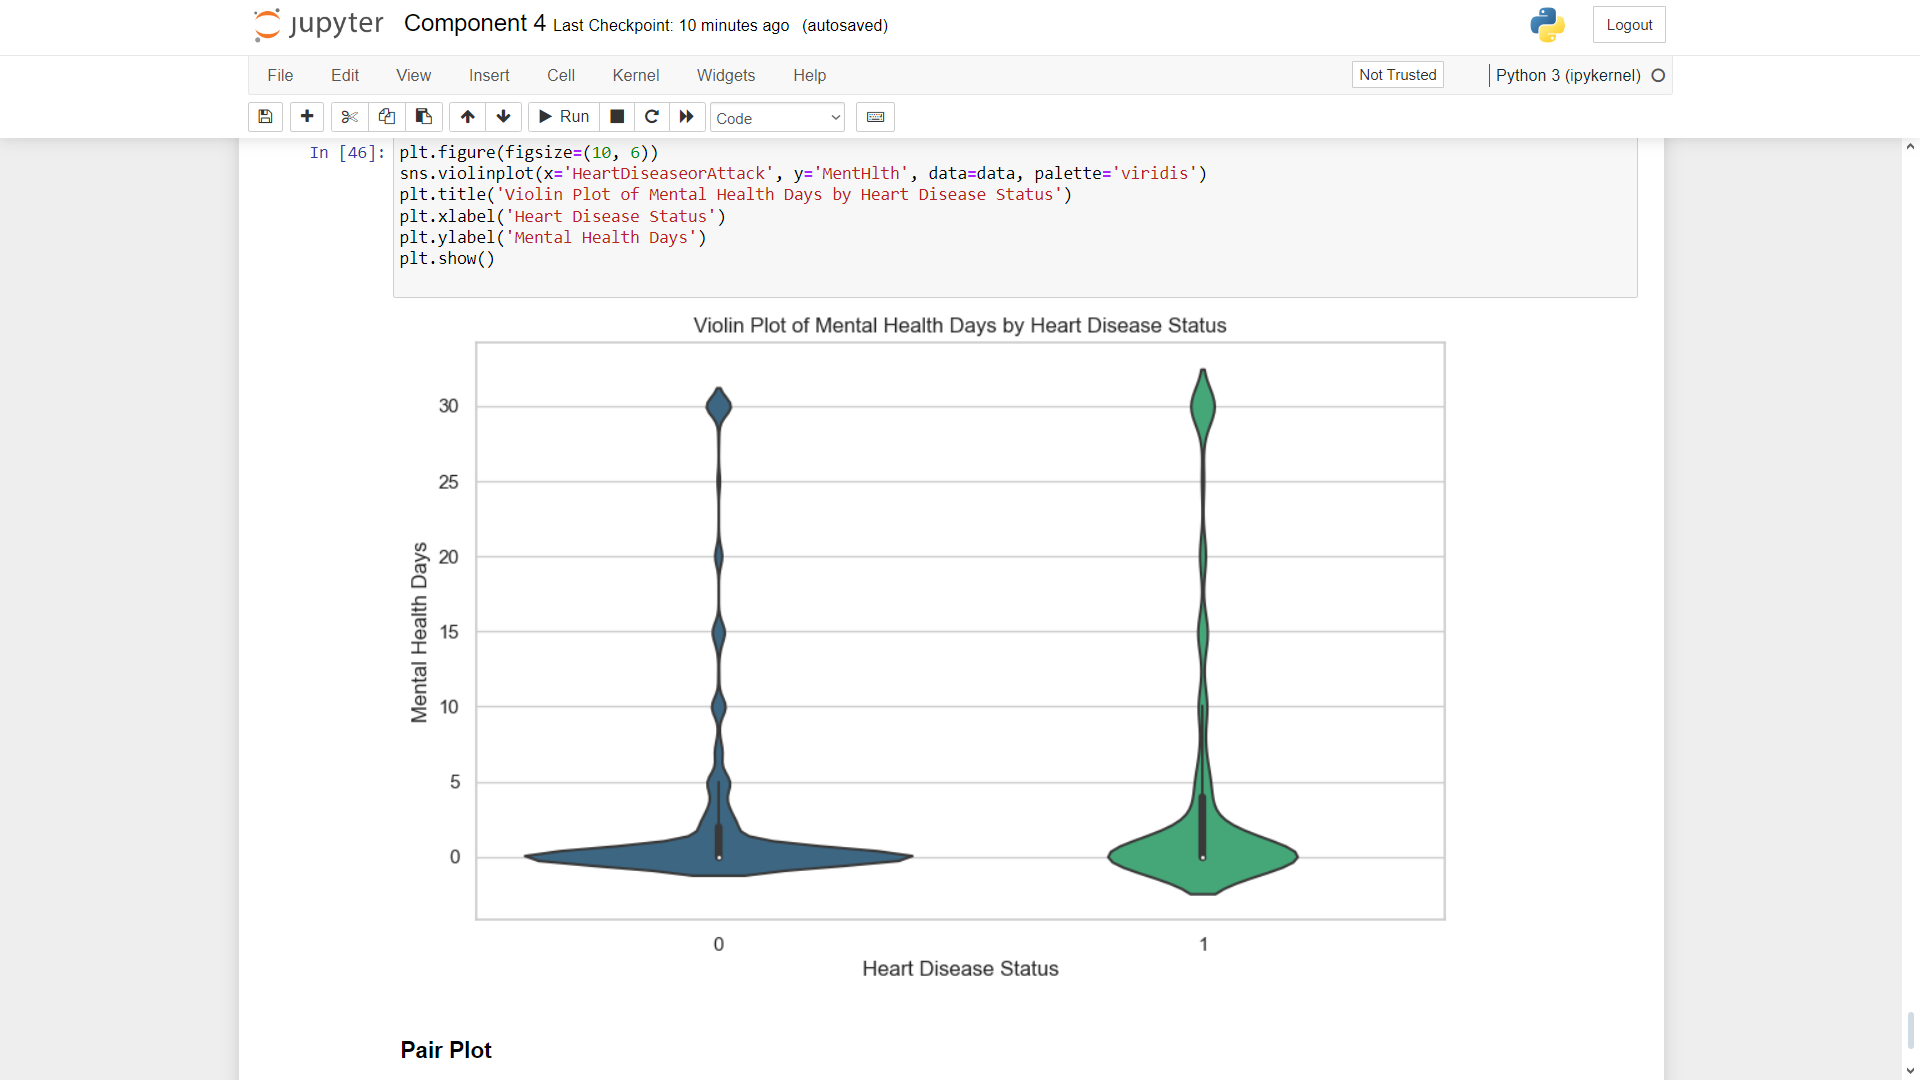 jupyter Component 4 Last Checkpoint: 10 minutes ago (autosaved) Logout
File Edit View Insert Cell Kernel Widgets Help Not Trusted Python 3 (ipykernel)
Run Code
In [46]: plt.figure(figsize=(10, 6))
sns.violinplot(x='HeartDiseaseorAttack', y='MentHlth', data=data, palette='viridis')
plt.title('Violin Plot of Mental Health Days by Heart Disease Status')
plt.xlabel('Heart Disease Status')
plt.ylabel('Mental Health Days')
plt.show()
Violin Plot of Mental Health Days by Heart Disease Status
30
25
20
15
10
5
0
Mental Health Days
0 1
Heart Disease Status
Pair Plot